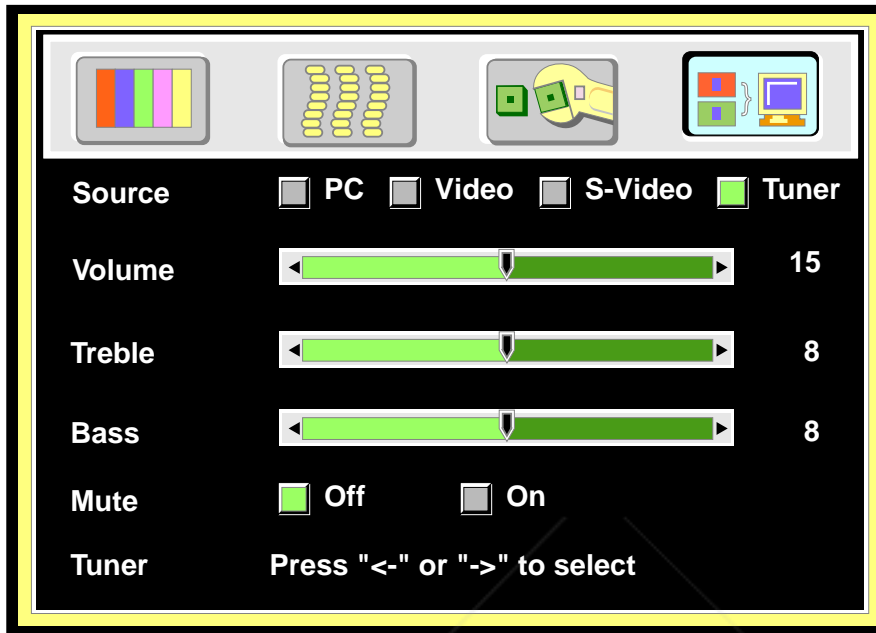 Source PC Video S-Video Tuner
Volume 15
Treble 8
Bass 8
Mute Off On
Tuner Press "<-" or "->" to select